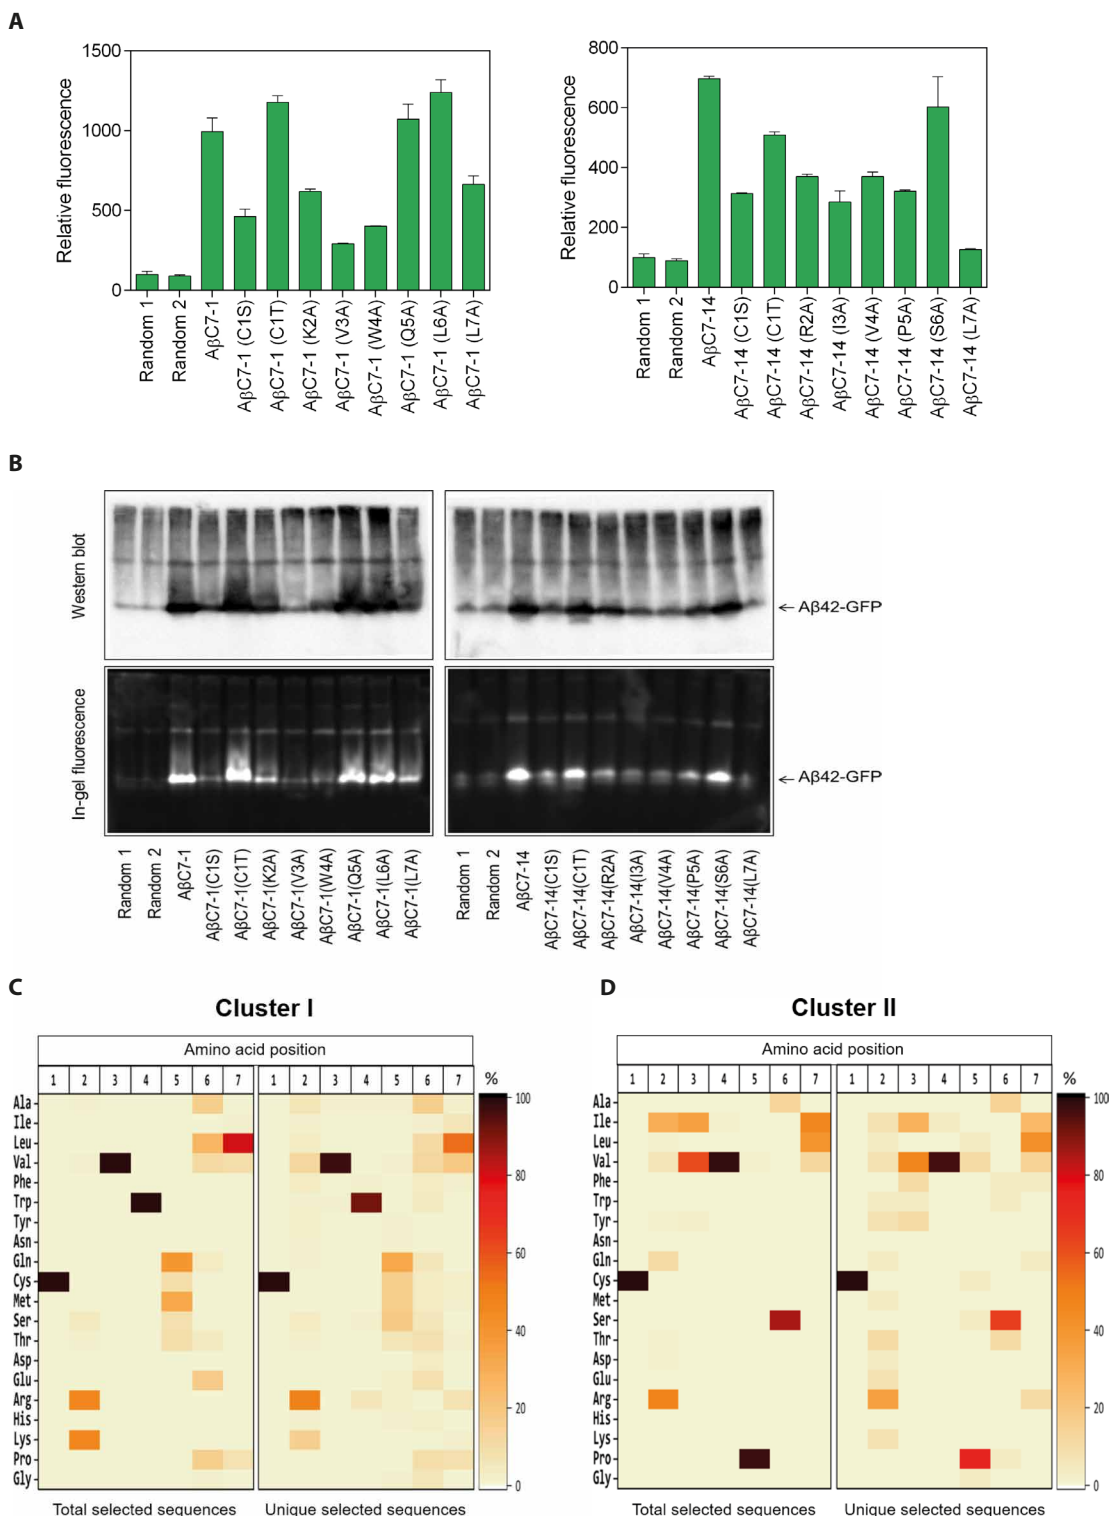 A
Relative fluorescence
1500
1000
500
0
Random 1
Random 2
AβC7-1
AβC7-1 (C1S)
AβC7-1 (C1T)
AβC7-1 (K2A)
AβC7-1 (V3A)
AβC7-1 (W4A)
AβC7-1 (Q5A)
AβC7-1 (L6A)
AβC7-1 (L7A)
Relative fluorescence
800
600
400
200
0
Random 1
Random 2
AβC7-14
AβC7-14 (C1S)
AβC7-14 (C1T)
AβC7-14 (R2A)
AβC7-14 (I3A)
AβC7-14 (V4A)
AβC7-14 (P5A)
AβC7-14 (S6A)
AβC7-14 (L7A)
B
Western blot
← Aβ42-GFP
In-gel fluorescence
← Aβ42-GFP
Random 1
Random 2
AβC7-1
AβC7-1(C1S)
AβC7-1(C1T)
AβC7-1(K2A)
AβC7-1(V3A)
AβC7-1(W4A)
AβC7-1(Q5A)
AβC7-1(L6A)
AβC7-1(L7A)
Random 1
Random 2
AβC7-14
AβC7-14(C1S)
AβC7-14(C1T)
AβC7-14(R2A)
AβC7-14(I3A)
AβC7-14(V4A)
AβC7-14(P5A)
AβC7-14(S6A)
AβC7-14(L7A)
C
Cluster I
Amino acid position
1 2 3 4 5 6 7 1 2 3 4 5 6 7
%
Ala
Ile
Leu
Val
Phe
Trp
Tyr
Asn
Gln
Cys
Met
Ser
Thr
Asp
Glu
Arg
His
Lys
Pro
Gly
100
80
60
40
20
0
Total selected sequences Unique selected sequences
D
Cluster II
Amino acid position
1 2 3 4 5 6 7 1 2 3 4 5 6 7
%
Ala
Ile
Leu
Val
Phe
Trp
Tyr
Asn
Gln
Cys
Met
Ser
Thr
Asp
Glu
Arg
His
Lys
Pro
Gly
100
80
60
40
20
0
Total selected sequences Unique selected sequences